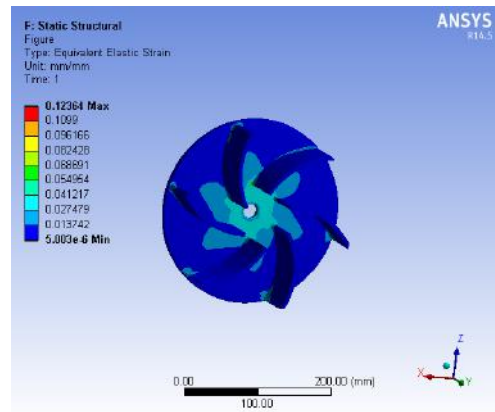 F: Static Structural
Figure
Type: Equivalent Elastic Strain
Unit: mm/mm
Time: 1
0.12364 Max
0.1099
0.096166
0.082428
0.068691
0.054954
0.041217
0.027479
0.013742
5.003e-6 Min
ANSYS
R14.5
0.00
200.00 (mm)
100.00
Z
X
Y